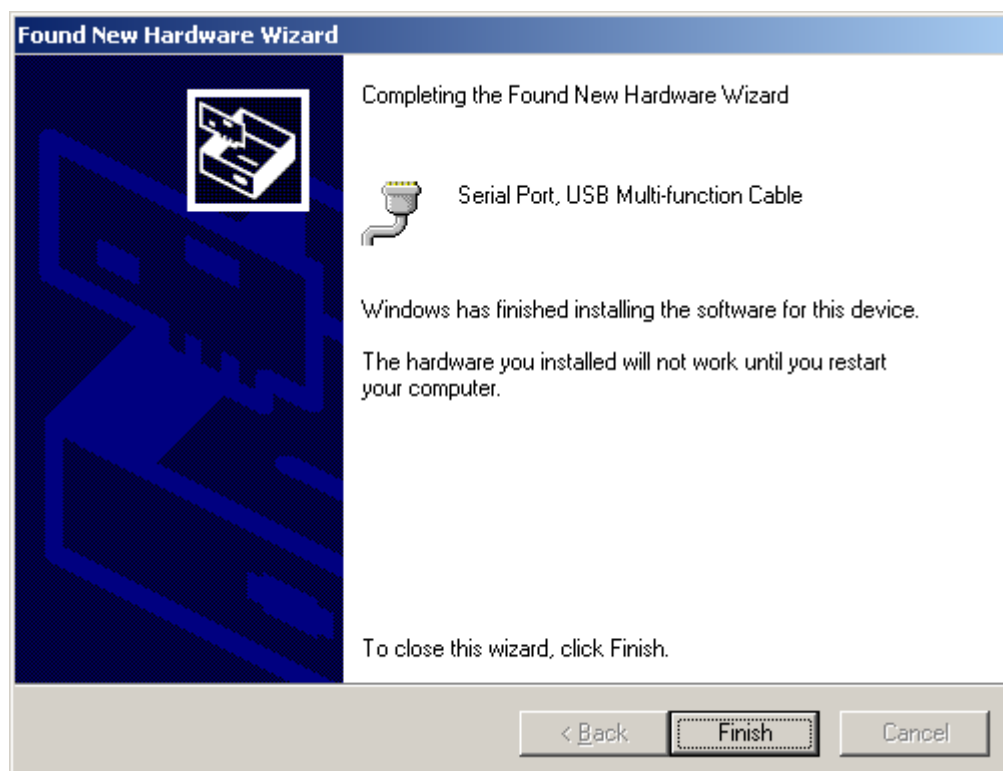 Found New Hardware Wizard
Completing the Found New Hardware Wizard
Serial Port, USB Multi-function Cable
Windows has finished installing the software for this device.
The hardware you installed will not work until you restart
your computer.
To close this wizard, click Finish.
< Back
Finish
Cancel